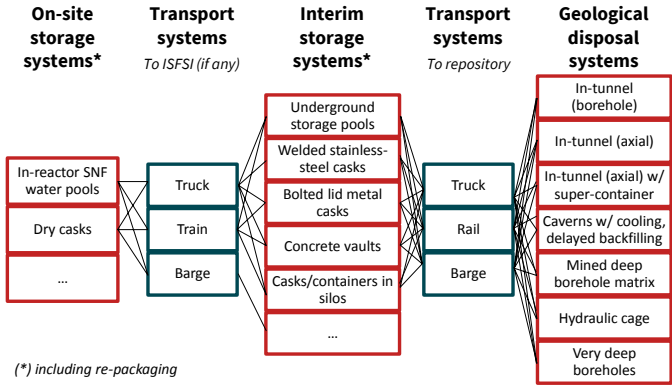 On-site
storage
systems*
Transport
systems
To ISFSI (if any)
Interim
storage
systems*
Transport
systems
To repository
Geological
disposal
systems
In-reactor SNF
water pools
Dry casks
...
Truck
Train
Barge
Underground
storage pools
Welded stainless-
steel casks
Bolted lid metal
casks
Concrete vaults
Casks/containers in
silos
...
Truck
Rail
Barge
In-tunnel
(borehole)
In-tunnel (axial)
In-tunnel (axial) w/
super-container
Caverns w/ cooling,
delayed backfilling
Mined deep
borehole matrix
Hydraulic cage
Very deep
boreholes
(*) including re-packaging